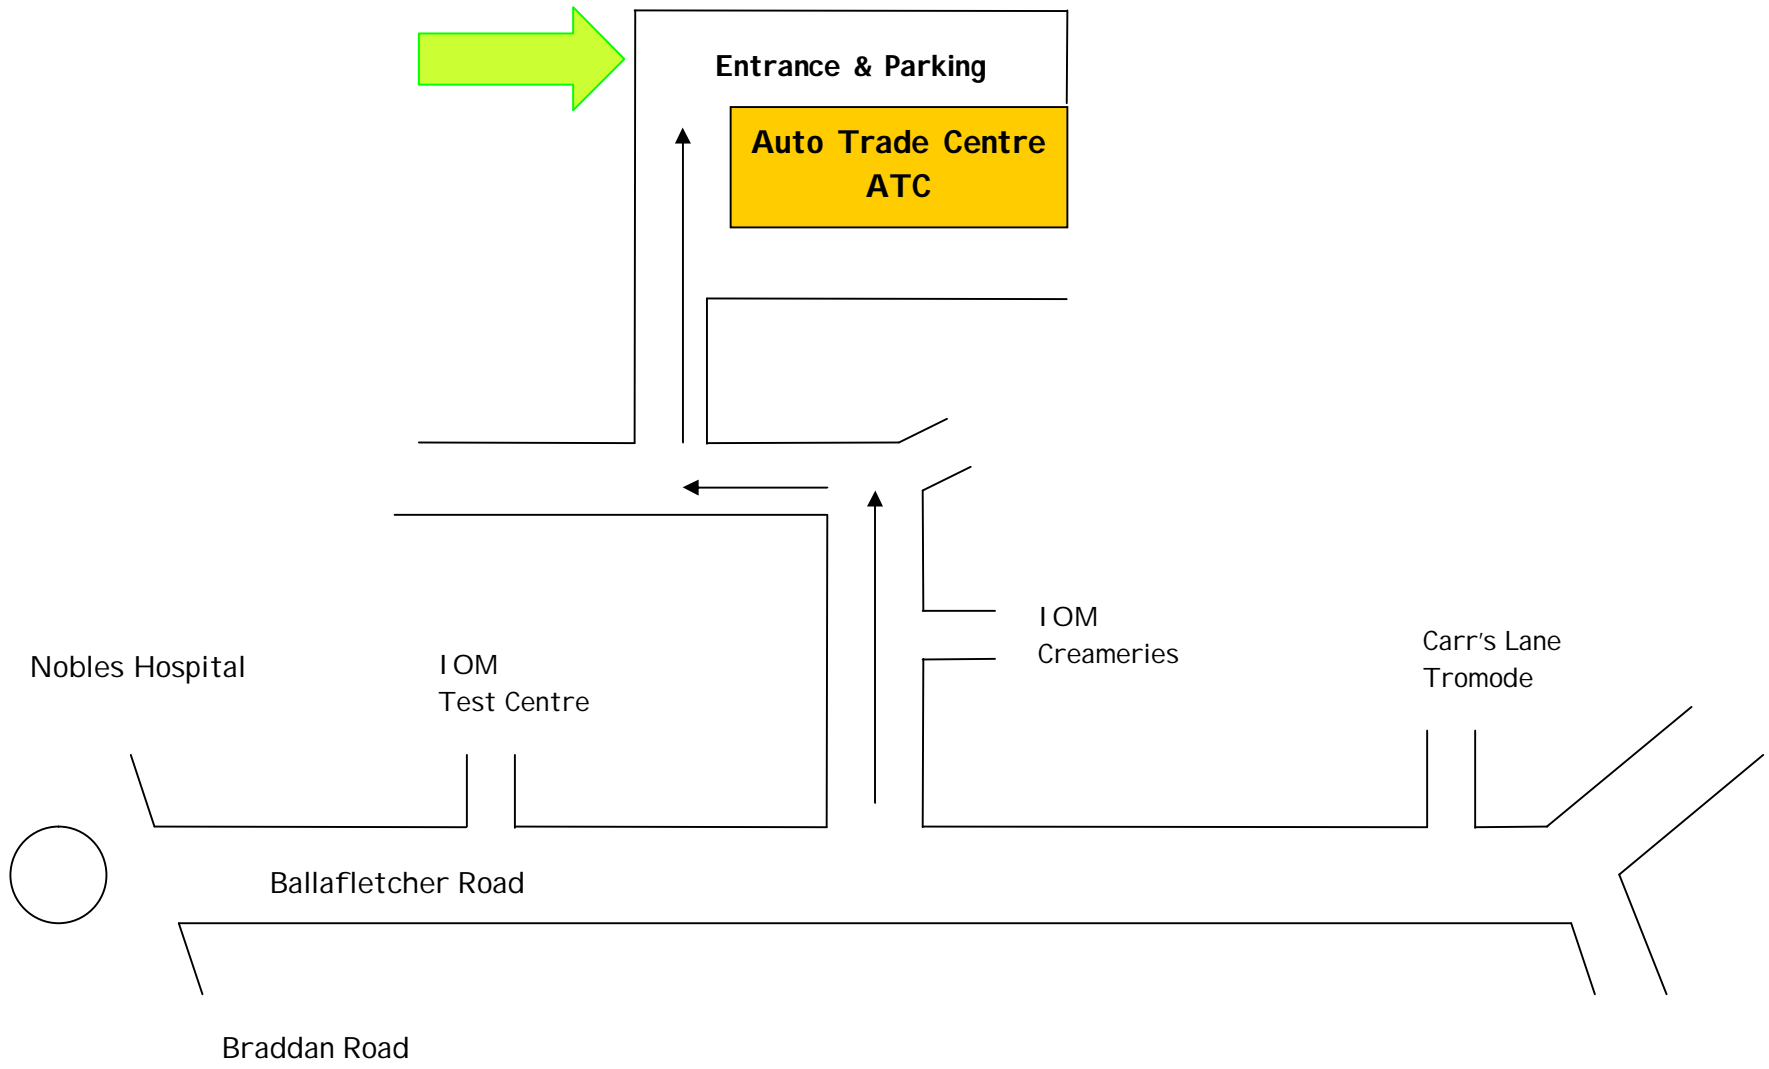 Entrance & Parking
Auto Trade Centre
ATC
IOM
Creameries
Carr's Lane
Tromode
Nobles Hospital
IOM
Test Centre
Ballafletcher Road
Braddan Road